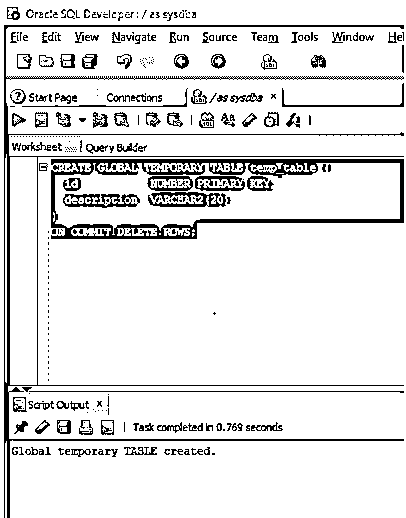 Oracle SQL Developer : / as sysdba
File Edit View Navigate Run Source Team Tools Window Hel
Start Page Connections / as sysdba ×
Worksheet Query Builder
CREATE GLOBAL TEMPORARY TABLE temp_table (
id NUMBER PRIMARY KEY,
description VARCHAR2(20)
)
ON COMMIT DELETE ROWS;
Script Output ×
Task completed in 0.769 seconds
Global temporary TABLE created.